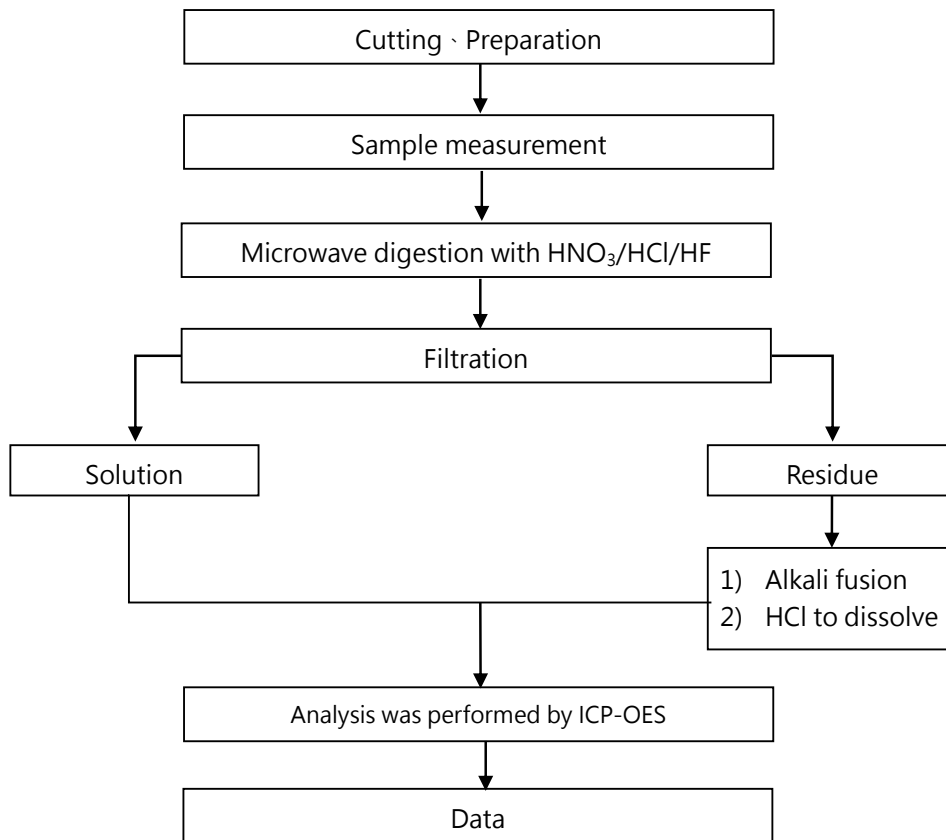 Cutting、Preparation
Sample measurement
Microwave digestion with HNO₃/HCl/HF
Filtration
Solution
Residue
1) Alkali fusion
2) HCl to dissolve
Analysis was performed by ICP-OES
Data